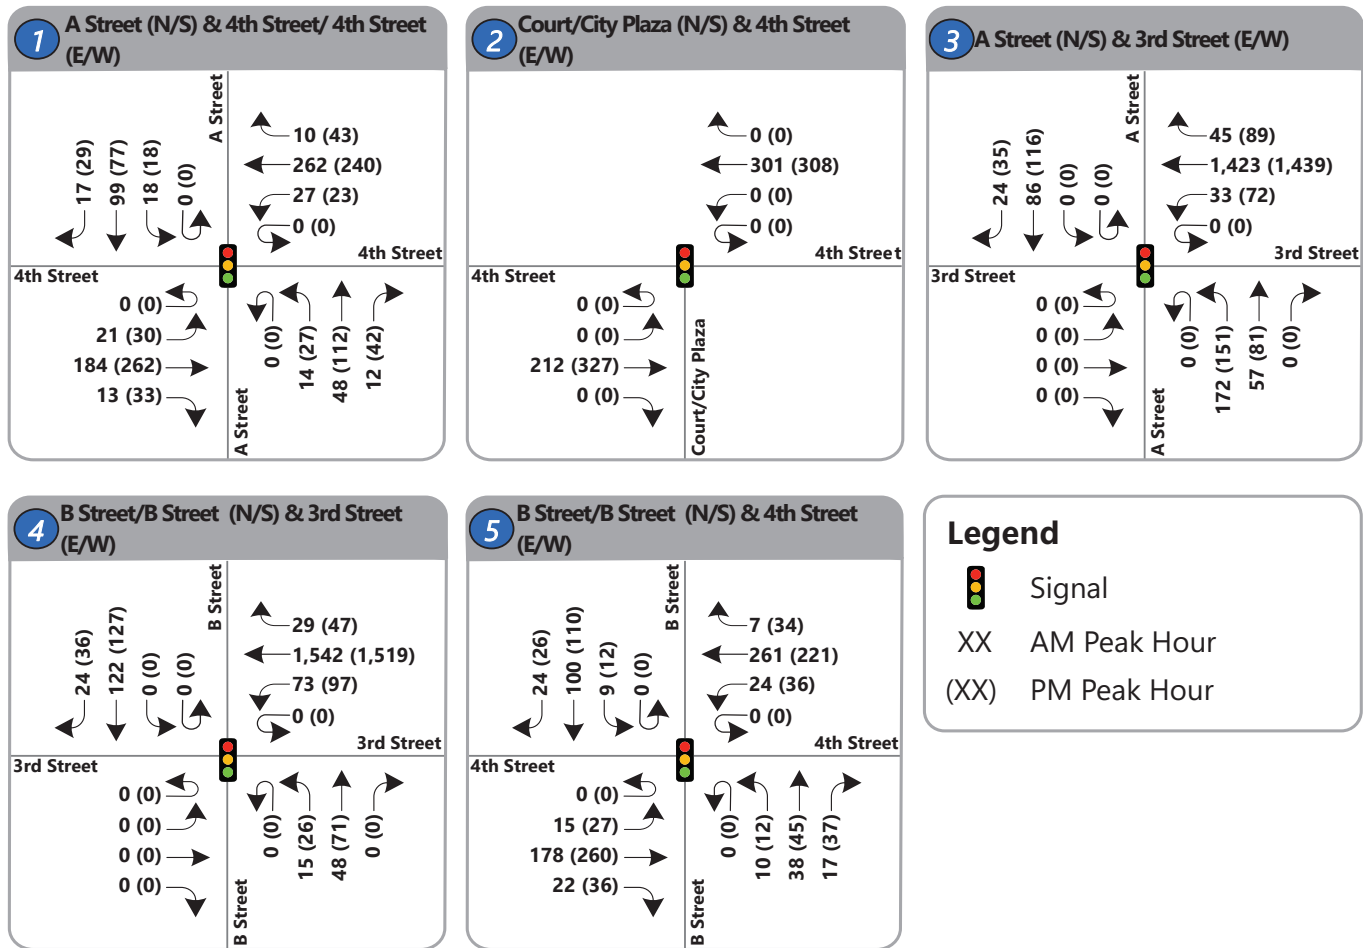 1
A Street (N/S) & 4th Street/ 4th Street
(E/W)
A Street
17 (29)
99 (77)
18 (18)
0 (0)
10 (43)
262 (240)
27 (23)
0 (0)
4th Street
4th Street
0 (0)
21 (30)
184 (262)
13 (33)
0 (0)
14 (27)
48 (112)
12 (42)
A Street
2
Court/City Plaza (N/S) & 4th Street
(E/W)
0 (0)
301 (308)
0 (0)
0 (0)
4th Street
4th Street
0 (0)
0 (0)
212 (327)
0 (0)
Court/City Plaza
3
A Street (N/S) & 3rd Street (E/W)
A Street
24 (35)
86 (116)
0 (0)
0 (0)
45 (89)
1,423 (1,439)
33 (72)
0 (0)
3rd Street
3rd Street
0 (0)
0 (0)
0 (0)
0 (0)
0 (0)
172 (151)
57 (81)
0 (0)
A Street
4
B Street/B Street (N/S) & 3rd Street
(E/W)
B Street
24 (36)
122 (127)
0 (0)
0 (0)
29 (47)
1,542 (1,519)
73 (97)
0 (0)
3rd Street
3rd Street
0 (0)
0 (0)
0 (0)
0 (0)
0 (0)
15 (26)
48 (71)
0 (0)
B Street
5
B Street/B Street (N/S) & 4th Street
(E/W)
B Street
24 (26)
100 (110)
9 (12)
0 (0)
7 (34)
261 (221)
24 (36)
0 (0)
4th Street
4th Street
0 (0)
15 (27)
178 (260)
22 (36)
0 (0)
10 (12)
38 (45)
17 (37)
B Street
Legend
Signal
XX AM Peak Hour
(XX) PM Peak Hour